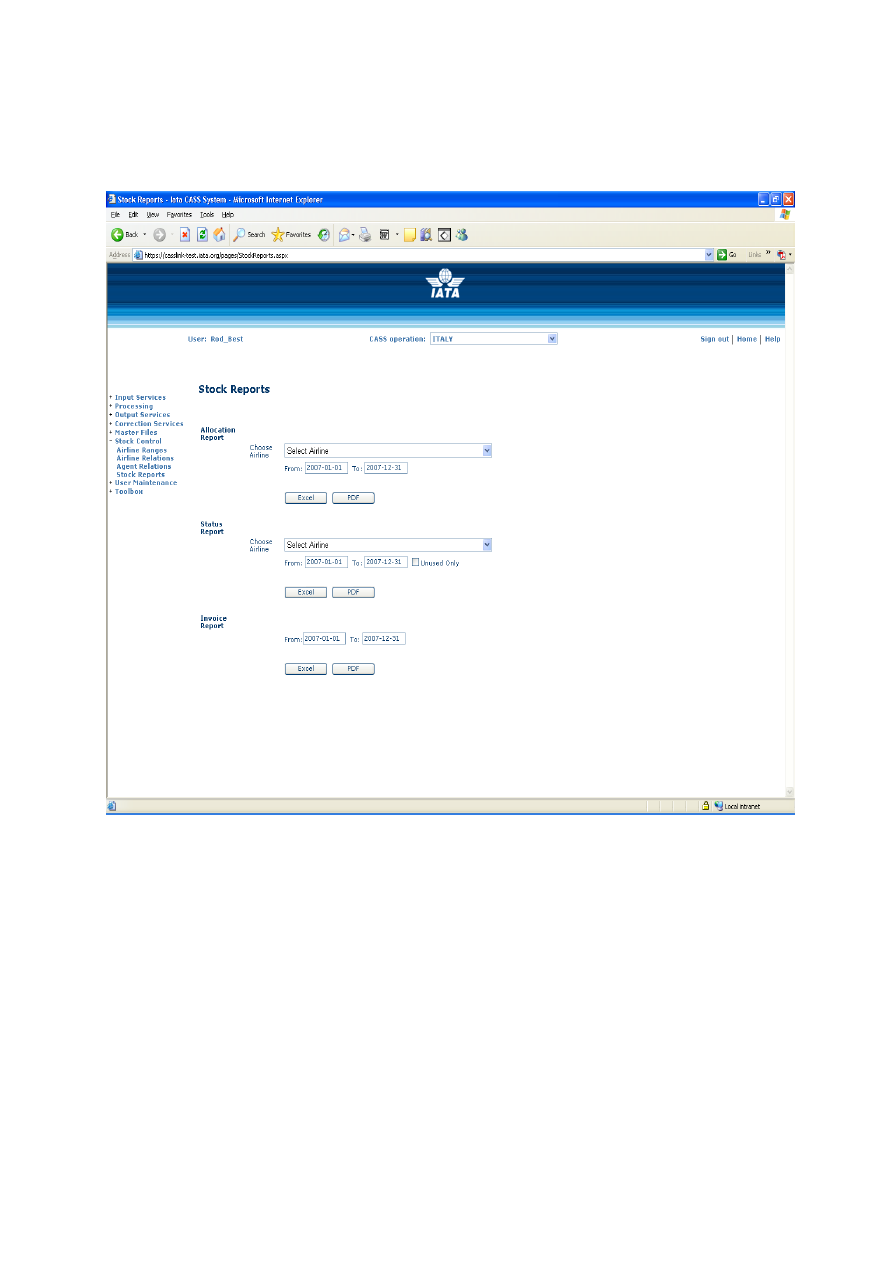 Stock Reports - Iata CASS System - Microsoft Internet Explorer
File Edit View Favorites Tools Help
Back Search Favorites
Address https://casslink-test.iata.org/pages/StockReports.aspx Go Links »
IATA
User: Rod_Best CASS operation: ITALY Sign out | Home | Help
Stock Reports
+ Input Services
+ Processing
+ Output Services
+ Correction Services
+ Master Files
- Stock Control
Airline Ranges
Airline Relations
Agent Relations
Stock Reports
+ User Maintenance
+ Toolbox
Allocation
Report
Choose
Airline
Select Airline
From: 2007-01-01 To: 2007-12-31
Excel PDF
Status
Report
Choose
Airline
Select Airline
From: 2007-01-01 To: 2007-12-31 Unused Only
Excel PDF
Invoice
Report
From: 2007-01-01 To: 2007-12-31
Excel PDF
Local intranet